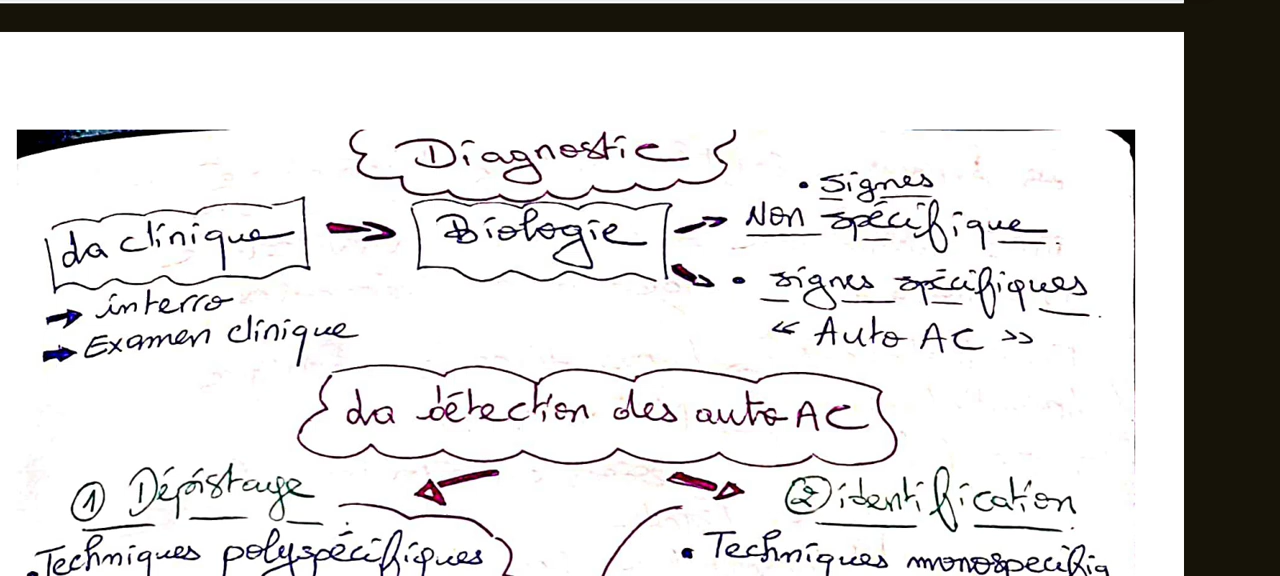 Diagnostic
• Signes
La clinique
Biologie
Non spécifique.
• signes spécifiques.
« Auto AC »
interro
Examen clinique
La détection des auto AC
① Dépistage
② identification
• Techniques polyspécifiques
• Techniques monospecifiq